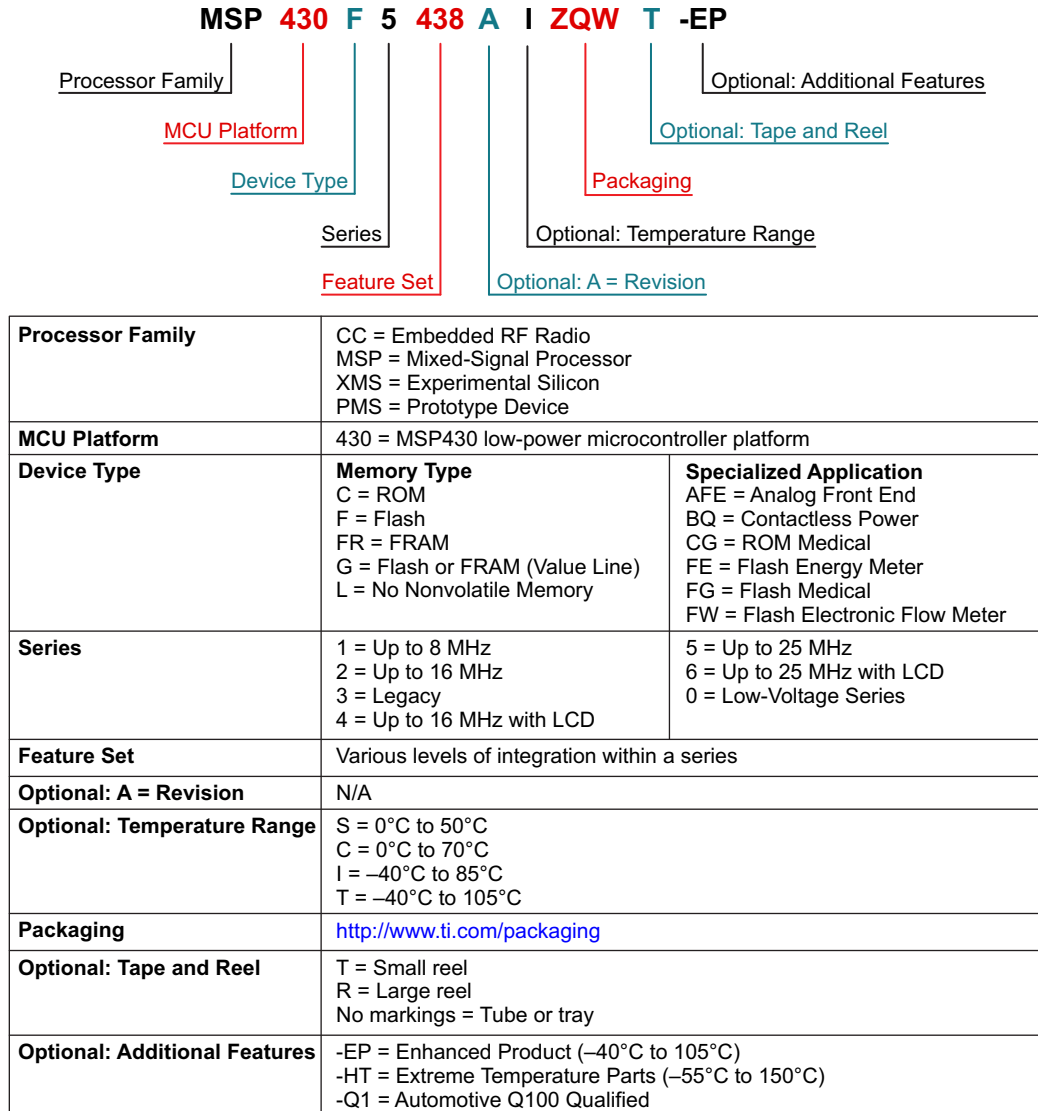 MSP 430 F 5 438 A I ZQW T -EP
Processor Family
Optional: Additional Features
MCU Platform
Optional: Tape and Reel
Device Type
Packaging
Series
Optional: Temperature Range
Feature Set
Optional: A = Revision
Processor Family
CC = Embedded RF Radio
MSP = Mixed-Signal Processor
XMS = Experimental Silicon
PMS = Prototype Device
MCU Platform
430 = MSP430 low-power microcontroller platform
Device Type
Memory Type
C = ROM
F = Flash
FR = FRAM
G = Flash or FRAM (Value Line)
L = No Nonvolatile Memory
Specialized Application
AFE = Analog Front End
BQ = Contactless Power
CG = ROM Medical
FE = Flash Energy Meter
FG = Flash Medical
FW = Flash Electronic Flow Meter
Series
1 = Up to 8 MHz
2 = Up to 16 MHz
3 = Legacy
4 = Up to 16 MHz with LCD
5 = Up to 25 MHz
6 = Up to 25 MHz with LCD
0 = Low-Voltage Series
Feature Set
Various levels of integration within a series
Optional: A = Revision
N/A
Optional: Temperature Range
S = 0°C to 50°C
C = 0°C to 70°C
I = –40°C to 85°C
T = –40°C to 105°C
Packaging
http://www.ti.com/packaging
Optional: Tape and Reel
T = Small reel
R = Large reel
No markings = Tube or tray
Optional: Additional Features
-EP = Enhanced Product (–40°C to 105°C)
-HT = Extreme Temperature Parts (–55°C to 150°C)
-Q1 = Automotive Q100 Qualified